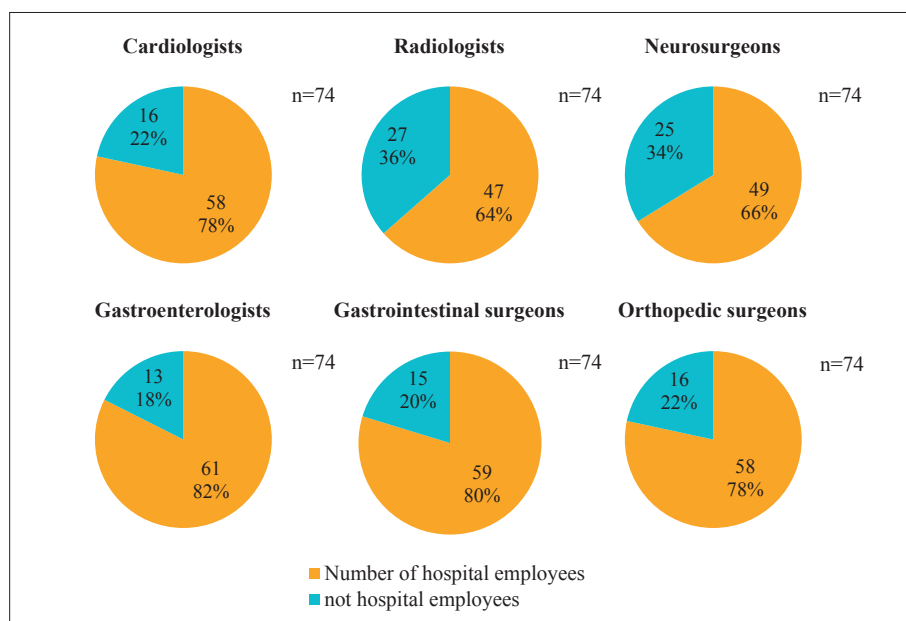 Cardiologists
n=74
16
22%
58
78%
Radiologists
n=74
27
36%
47
64%
Neurosurgeons
n=74
25
34%
49
66%
Gastroenterologists
n=74
13
18%
61
82%
Gastrointestinal surgeons
n=74
15
20%
59
80%
Orthopedic surgeons
n=74
16
22%
58
78%
Number of hospital employees
not hospital employees